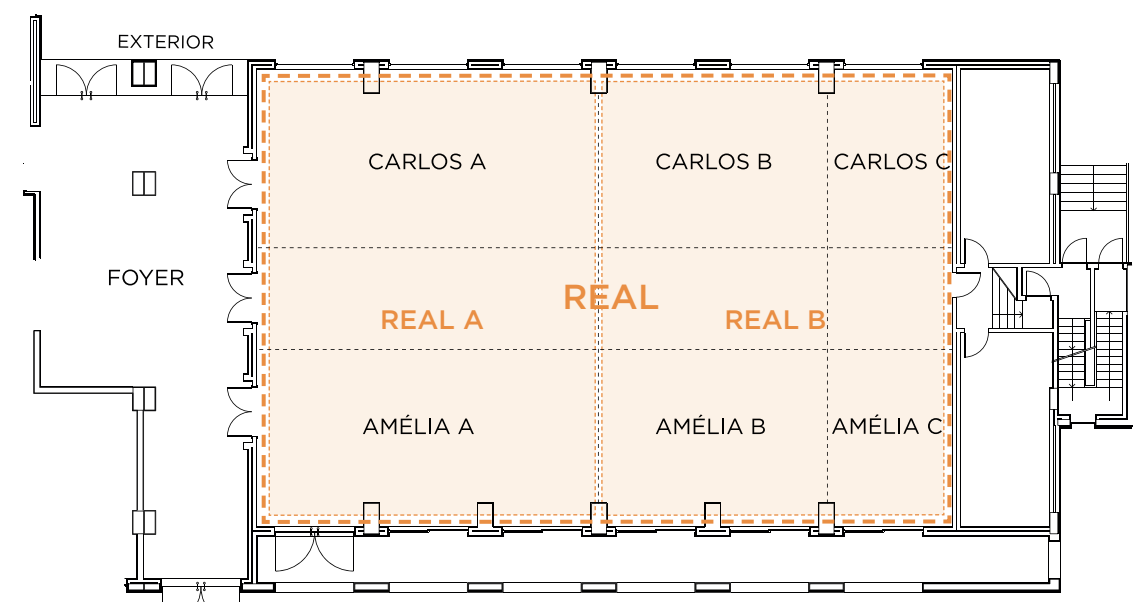 EXTERIOR
CARLOS A
CARLOS B
CARLOS C
FOYER
REAL
REAL A
REAL B
AMÉLIA A
AMÉLIA B
AMÉLIA C